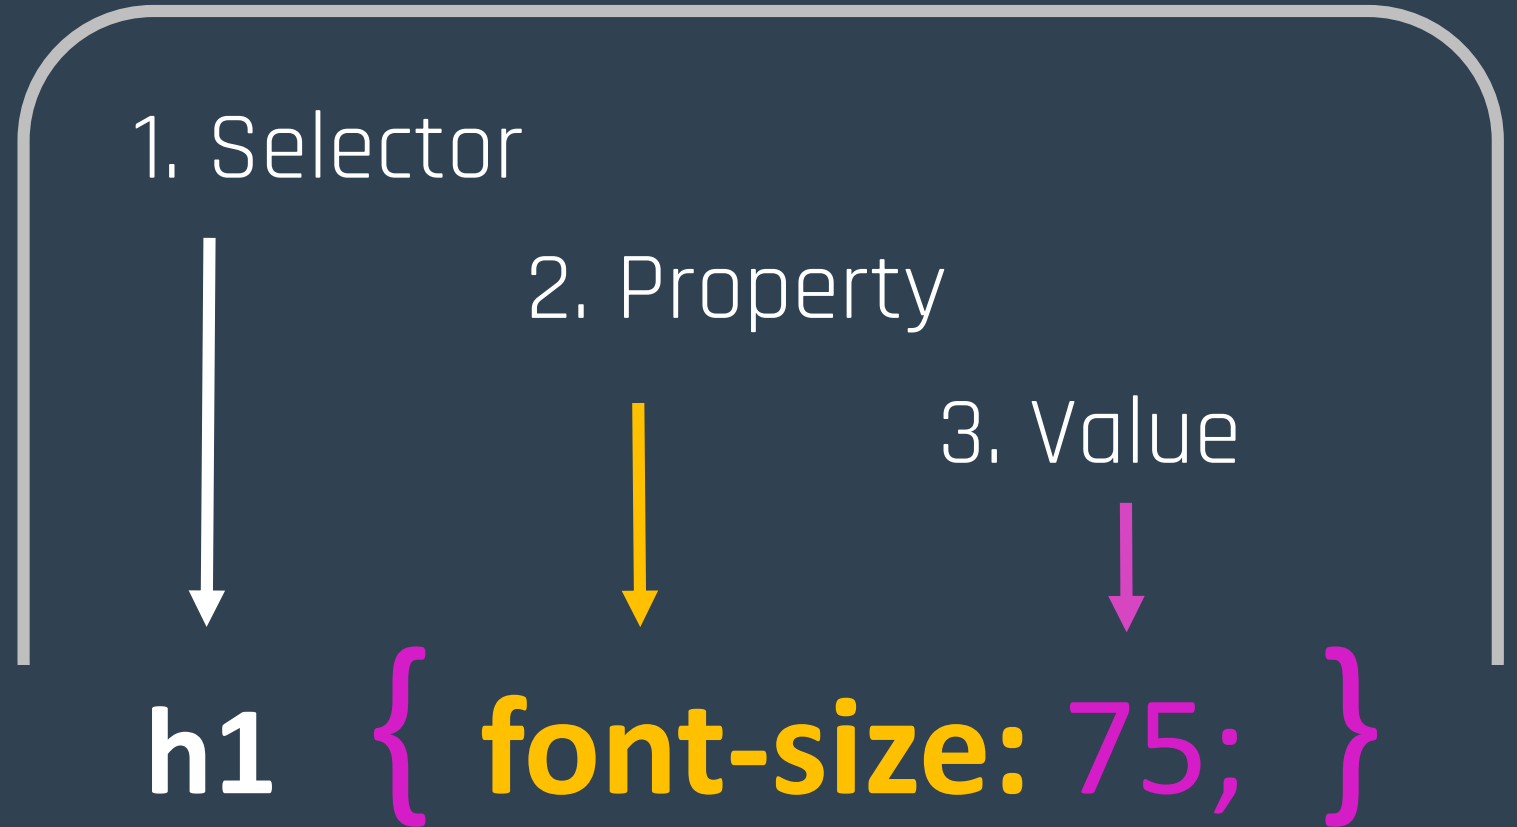 1. Selector
2. Property
3. Value
h1 { font-size: 75; }